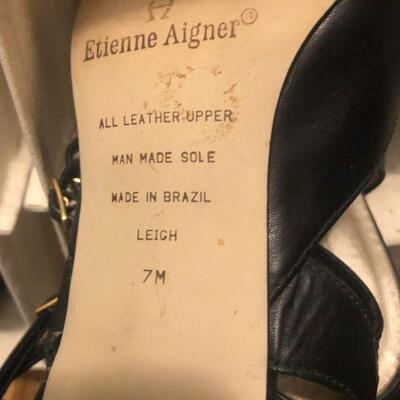 Etienne Aigner®
ALL LEATHER UPPER
MAN MADE SOLE
MADE IN BRAZIL
LEIGH
7M